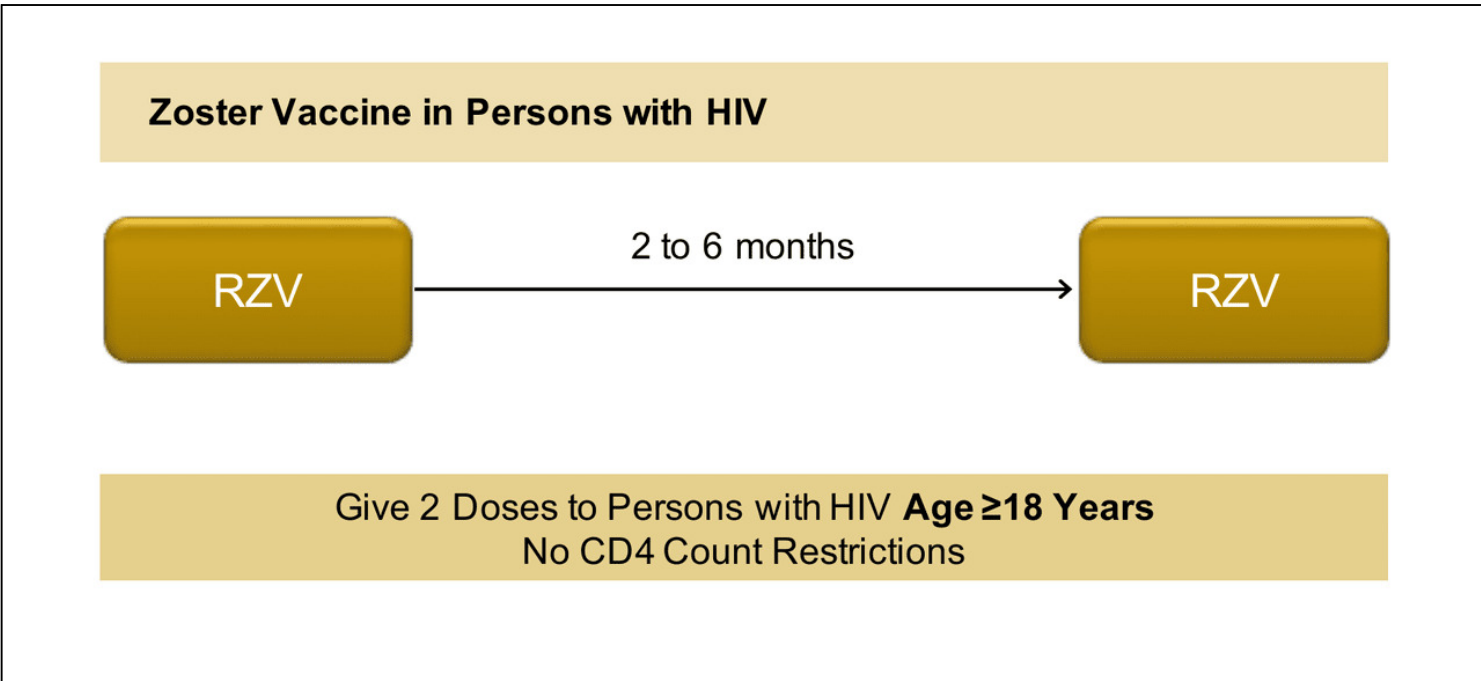 Zoster Vaccine in Persons with HIV
RZV
2 to 6 months
RZV
Give 2 Doses to Persons with HIV Age ≥18 Years
No CD4 Count Restrictions